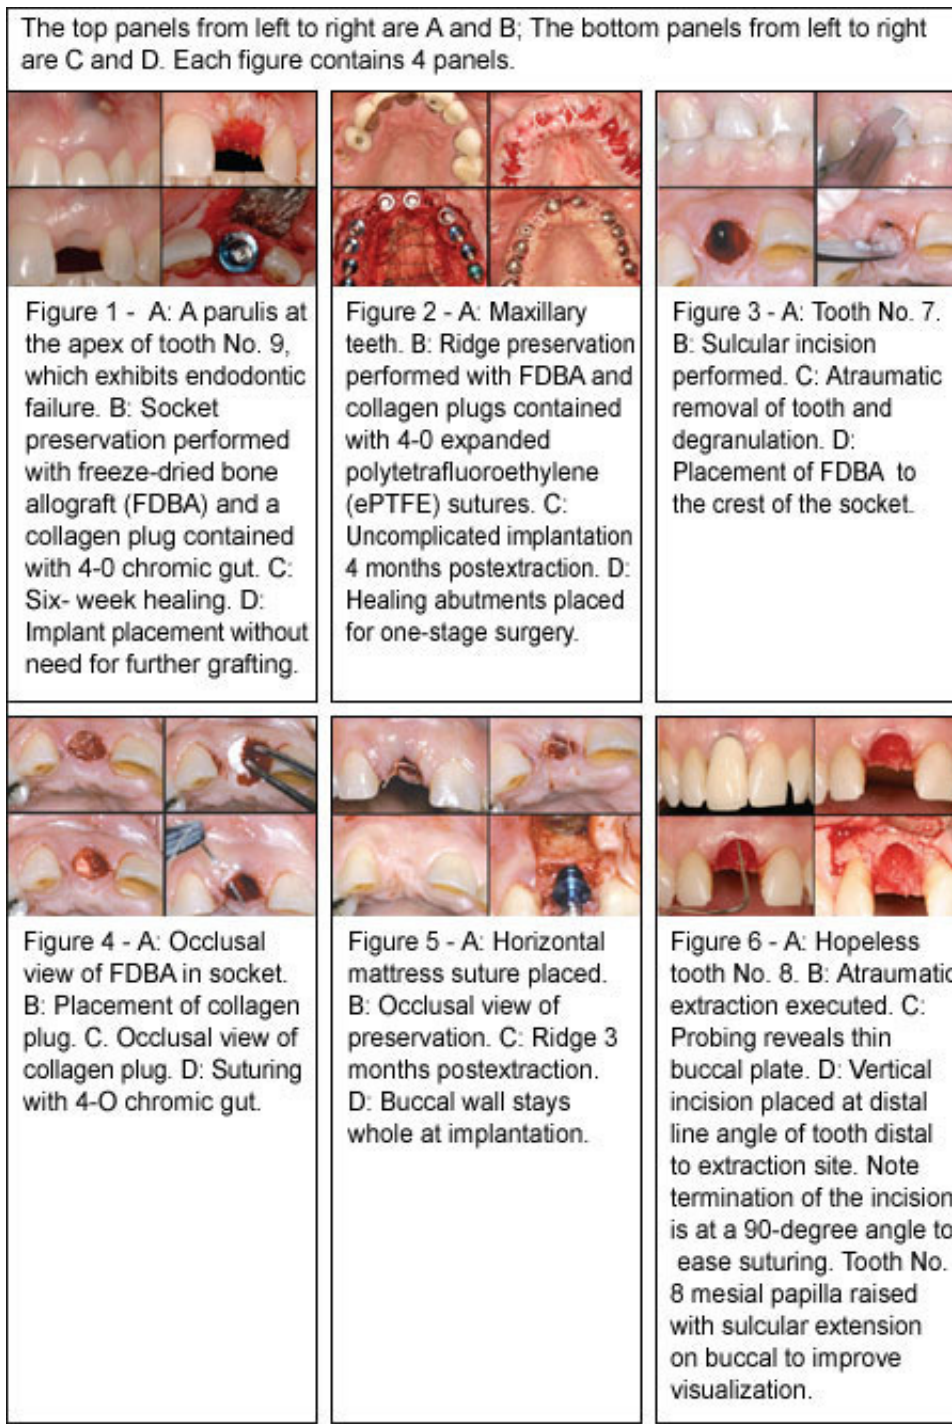 The top panels from left to right are A and B; The bottom panels from left to right
are C and D. Each figure contains 4 panels.
Figure 1 - A: A parulis at
the apex of tooth No. 9,
which exhibits endodontic
failure. B: Socket
preservation performed
with freeze-dried bone
allograft (FDBA) and a
collagen plug contained
with 4-0 chromic gut. C:
Six- week healing. D:
Implant placement without
need for further grafting.
Figure 2 - A: Maxillary
teeth. B: Ridge preservation
performed with FDBA and
collagen plugs contained
with 4-0 expanded
polytetrafluoroethylene
(ePTFE) sutures. C:
Uncomplicated implantation
4 months postextraction. D:
Healing abutments placed
for one-stage surgery.
Figure 3 - A: Tooth No. 7.
B: Sulcular incision
performed. C: Atraumatic
removal of tooth and
degranulation. D:
Placement of FDBA to
the crest of the socket.
Figure 4 - A: Occlusal
view of FDBA in socket.
B: Placement of collagen
plug. C. Occlusal view of
collagen plug. D: Suturing
with 4-O chromic gut.
Figure 5 - A: Horizontal
mattress suture placed.
B: Occlusal view of
preservation. C: Ridge 3
months postextraction.
D: Buccal wall stays
whole at implantation.
Figure 6 - A: Hopeless
tooth No. 8. B: Atraumatic
extraction executed. C:
Probing reveals thin
buccal plate. D: Vertical
incision placed at distal
line angle of tooth distal
to extraction site. Note
termination of the incision
is at a 90-degree angle to
ease suturing. Tooth No.
8 mesial papilla raised
with sulcular extension
on buccal to improve
visualization.